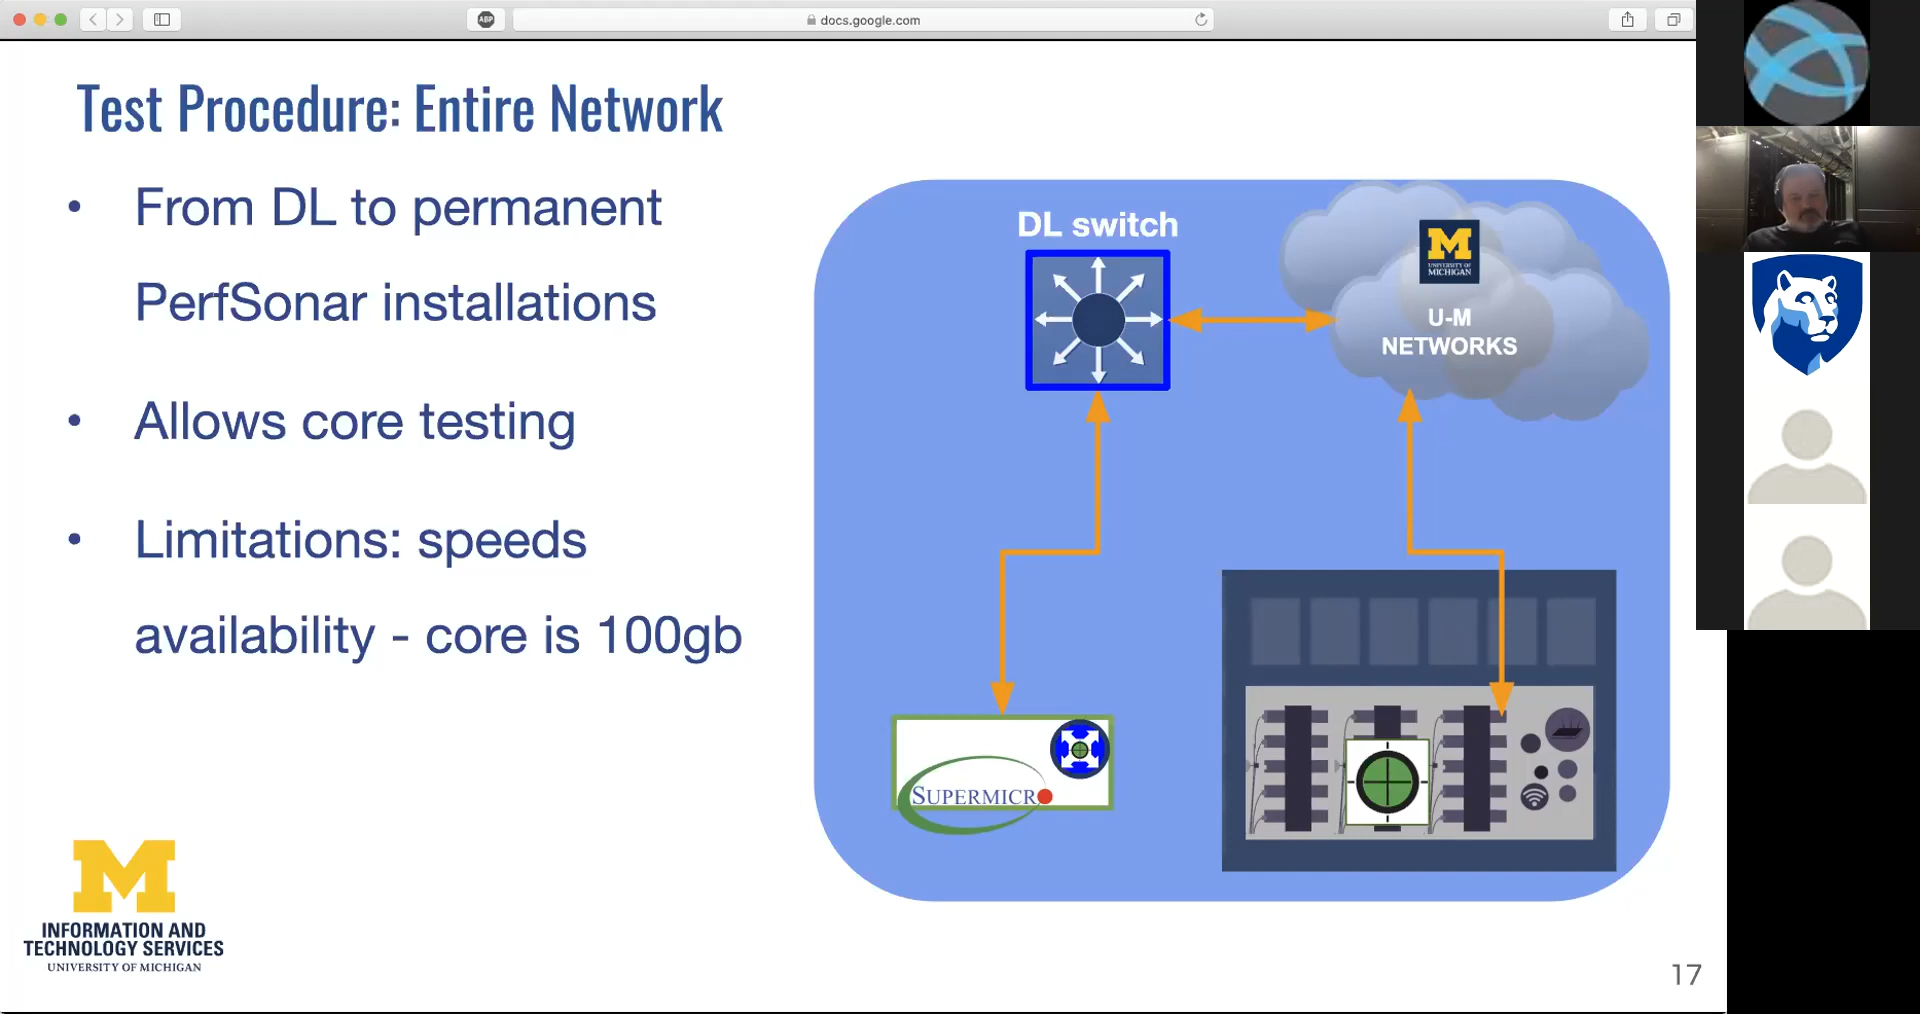 ABP
docs.google.com
Test Procedure: Entire Network
• From DL to permanent
PerfSonar installations
• Allows core testing
• Limitations: speeds
availability - core is 100gb
DL switch
M
UNIVERSITY OF
MICHIGAN
U-M
NETWORKS
SUPERMICRO
M
INFORMATION AND
TECHNOLOGY SERVICES
UNIVERSITY OF MICHIGAN
17